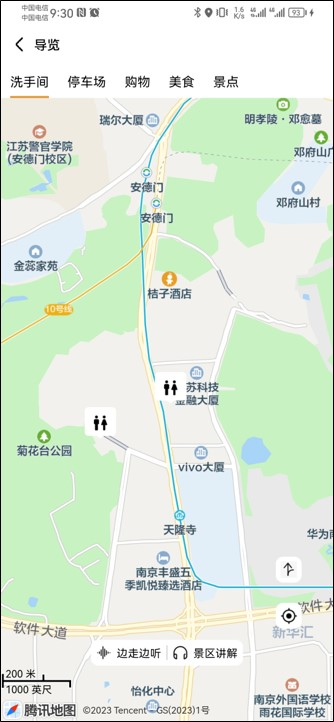 中国电信
中国电信
9:30
1.6
K/s
93
导览
洗手间 停车场 购物 美食 景点
瑞尔大厦
明孝陵·邓愈墓
江苏警官学院
(安德门校区)
邓府山
安德门
邓府山村
安德门
金蕊家苑
桔子酒店
10号线
苏科技
金融大厦
菊花台公园
vivo大厦
天隆寺
华为南
南京丰盛五
季凯悦臻选酒店
软件大道
软件大
新华汇
边走边听
景区讲解
200 米
1000 英尺
怡化中心
南京外国语学校
雨花国际学校
腾讯地图
©2023 Tencent - GS(2023)1号